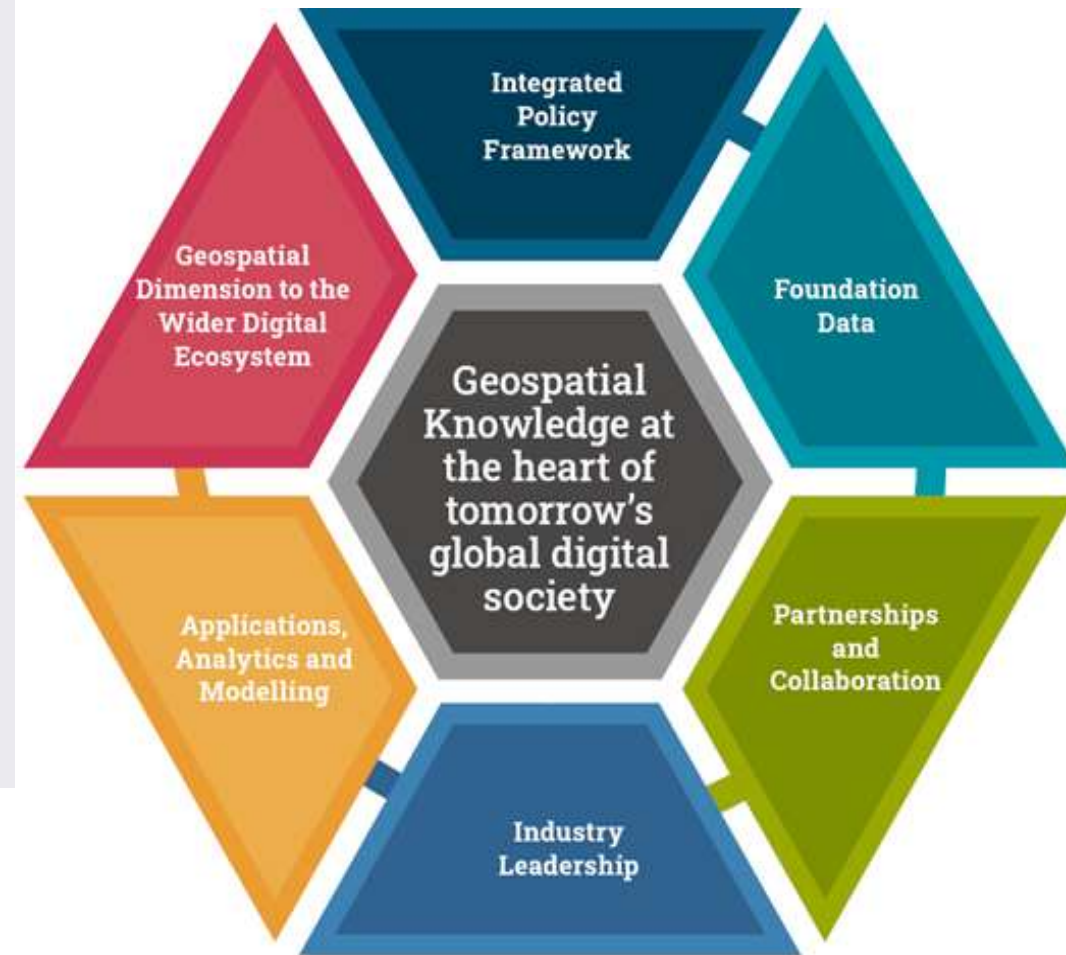 Integrated
Policy
Framework
Foundation
Data
Partnerships
and
Collaboration
Industry
Leadership
Applications,
Analytics and
Modelling
Geospatial
Dimension to the
Wider Digital
Ecosystem
Geospatial
Knowledge at
the heart of
tomorrow’s
global digital
society